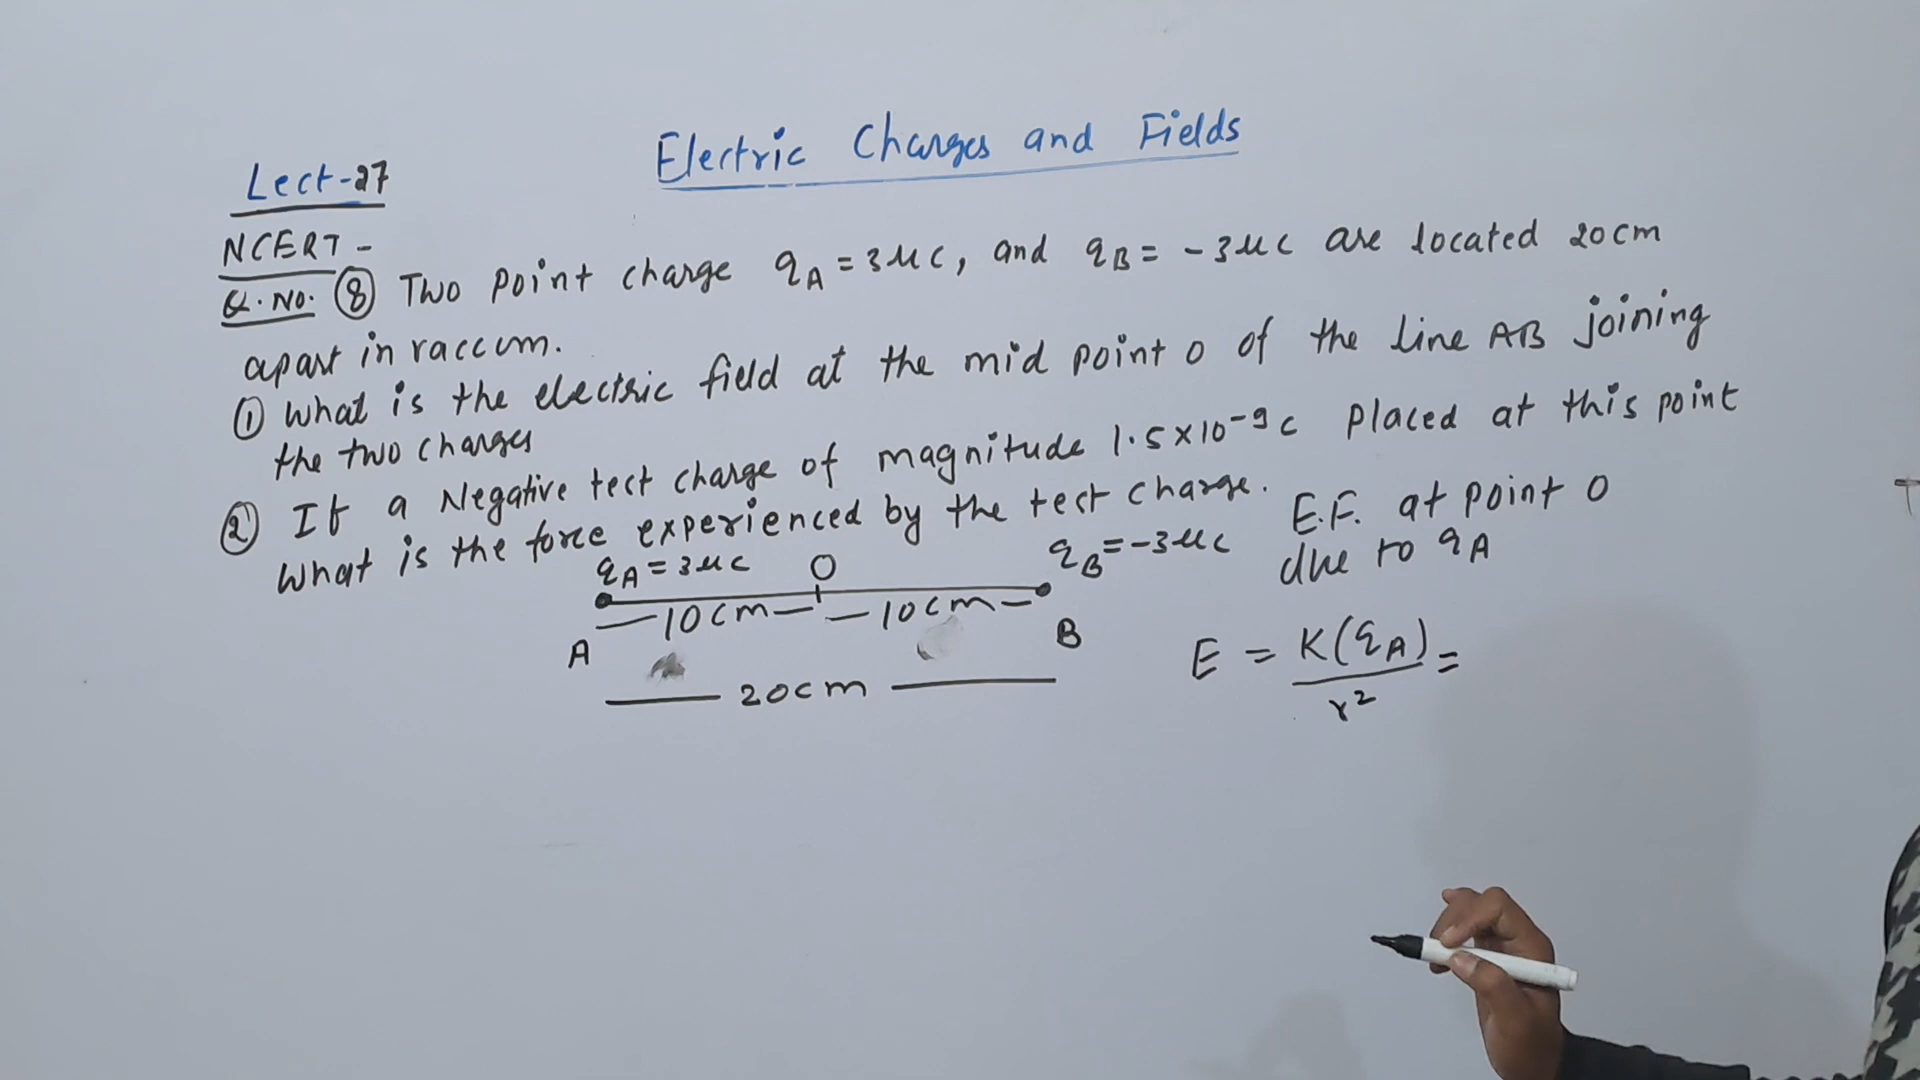 Electric Charges and Fields
Lect-27
NCERT-
Q. No. ⑧ Two point charge qA = 3μC, and qB = -3μC are located 20cm
apart in vaccum.
① What is the electric field at the mid point O of the line AB joining
the two charges
② If a Negative test charge of magnitude 1.5×10⁻⁹C placed at this point
What is the force experienced by the test charge.
qA = 3μC O qB = -3μC
10cm 10cm
A B
20cm
E.F. at point O
due to qA
E = K(qA)/r² =